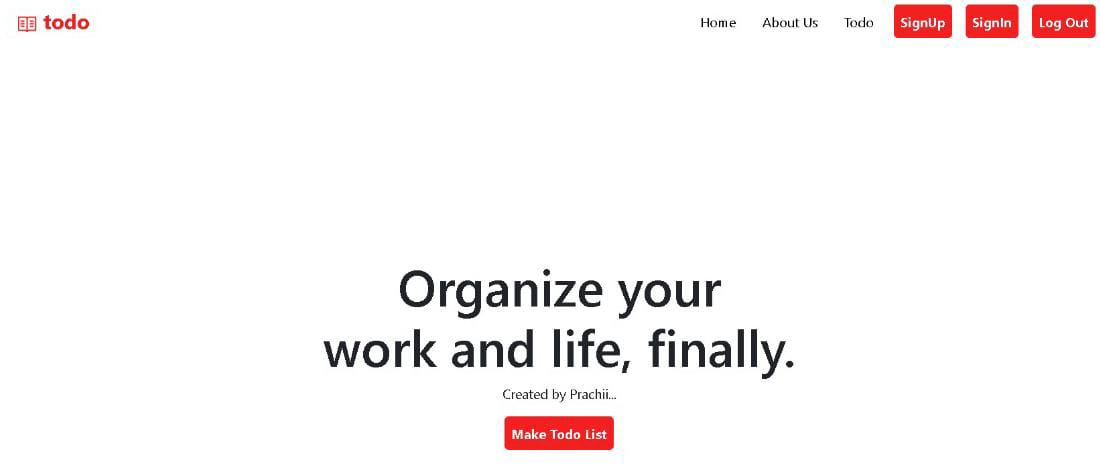 todo
Home About Us Todo SignUp SignIn Log Out
Organize your
work and life, finally.
Created by Prachii...
Make Todo List